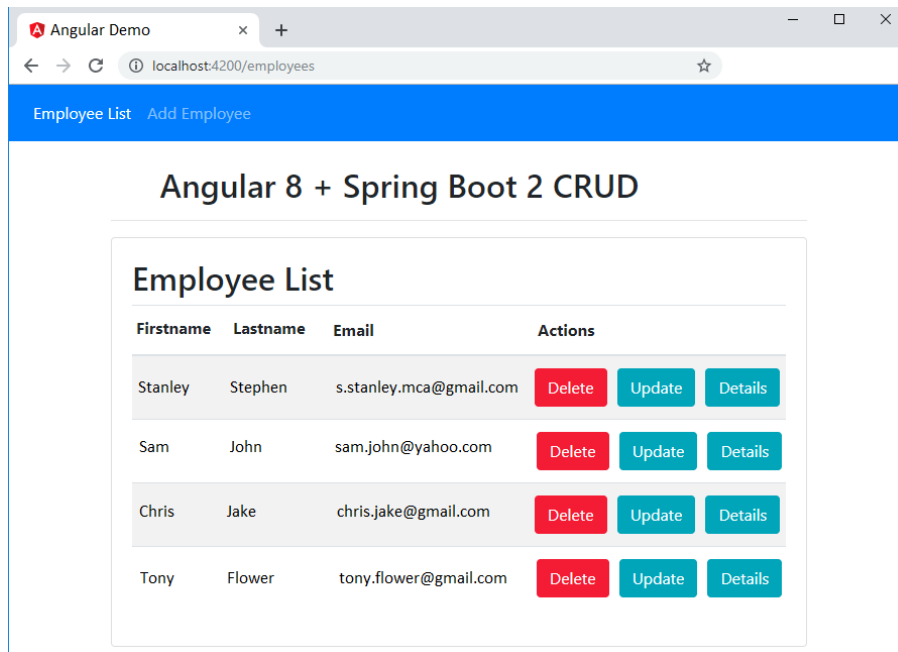 Angular Demo
localhost:4200/employees
Employee List Add Employee
Angular 8 + Spring Boot 2 CRUD
Employee List
Firstname Lastname Email Actions
Stanley Stephen s.stanley.mca@gmail.com Delete Update Details
Sam John sam.john@yahoo.com Delete Update Details
Chris Jake chris.jake@gmail.com Delete Update Details
Tony Flower tony.flower@gmail.com Delete Update Details